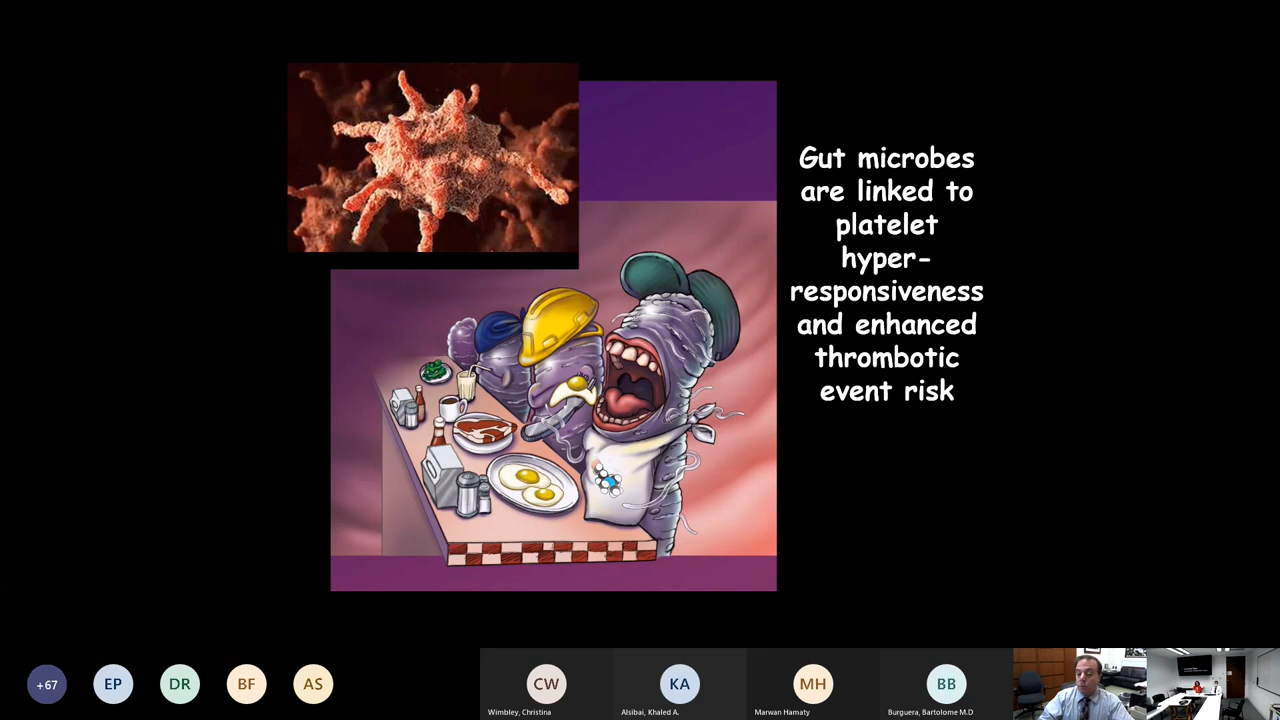 Gut microbes
are linked to
platelet
hyper-
responsiveness
and enhanced
thrombotic
event risk
+67
EP
DR
BF
AS
CW
KA
MH
BB
Wimbley, Christina
Alsibai, Khaled A.
Marwan Hamaty
Burguera, Bartolome M.D